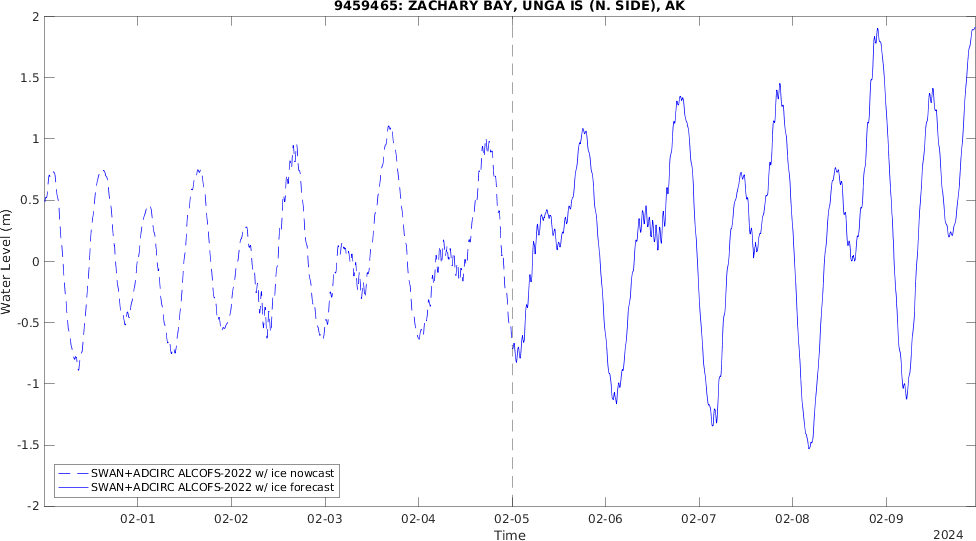 9459465: ZACHARY BAY, UNGA IS (N. SIDE), AK
2
1.5
1
0.5
0
-0.5
-1
-1.5
-2
Water Level (m)
SWAN+ADCIRC ALCOFS-2022 w/ ice nowcast
SWAN+ADCIRC ALCOFS-2022 w/ ice forecast
02-01 02-02 02-03 02-04 02-05 02-06 02-07 02-08 02-09
Time
2024